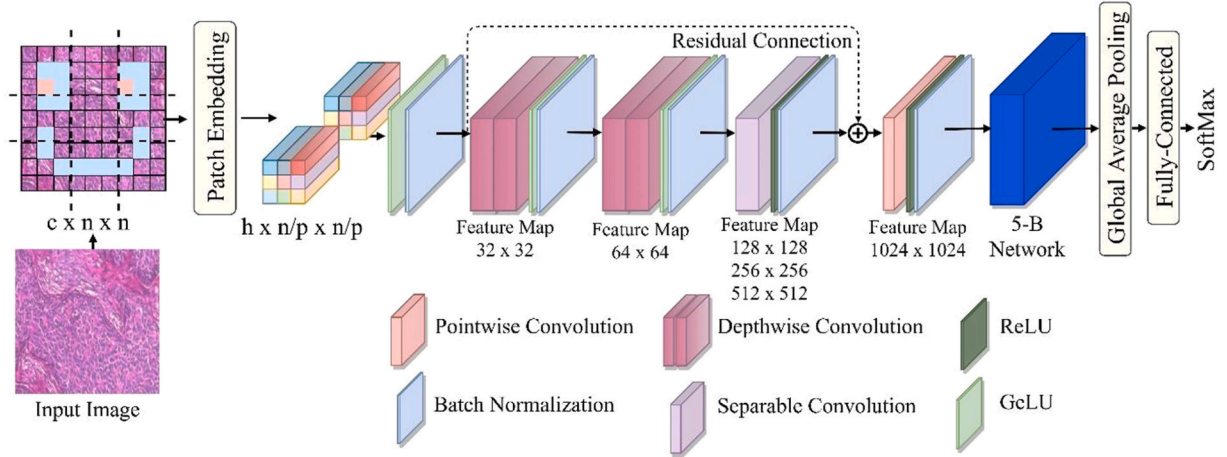 c x n x n
Input Image
Patch Embedding
h x n/p x n/p
Residual Connection
Feature Map
32 x 32
Feature Map
64 x 64
Feature Map
128 x 128
256 x 256
512 x 512
Feature Map
1024 x 1024
5-B
Network
Global Average Pooling
Fully-Connected
SoftMax
Pointwise Convolution
Depthwise Convolution
ReLU
Batch Normalization
Separable Convolution
GeLU